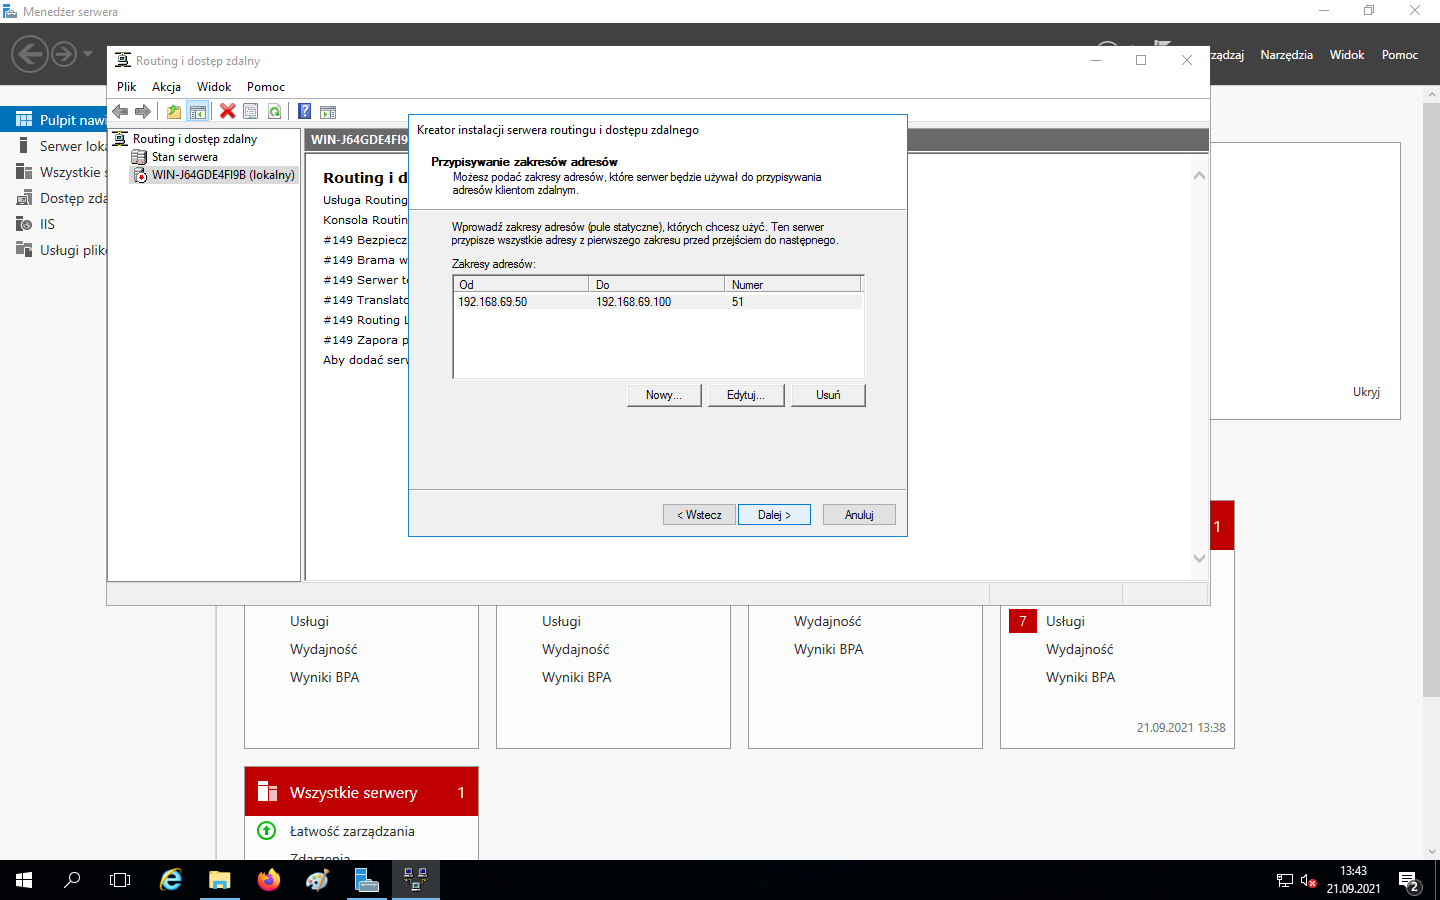 Menedżer serwera
ządzaj
Narzędzia
Widok
Pomoc
Routing i dostęp zdalny
Plik
Akcja
Widok
Pomoc
Pulpit nawi
Serwer loka
Wszystkie s
Dostęp zda
IIS
Usługi pliko
Routing i dostęp zdalny
Stan serwera
WIN-J64GDE4FI9B (lokalny)
WIN-J64GDE4FI9
Routing i d
Usługa Routing
Konsola Routin
#149 Bezpiecz
#149 Brama w
#149 Serwer te
#149 Translato
#149 Routing L
#149 Zapora p
Aby dodać serw
Kreator instalacji serwera routingu i dostępu zdalnego
Przypisywanie zakresów adresów
Możesz podać zakresy adresów, które serwer będzie używał do przypisywania
adresów klientom zdalnym.
Wprowadź zakresy adresów (pule statyczne), których chcesz użyć. Ten serwer
przypisze wszystkie adresy z pierwszego zakresu przed przejściem do następnego.
Zakresy adresów:
Od
Do
Numer
192.168.69.50
192.168.69.100
51
Nowy...
Edytuj...
Usuń
< Wstecz
Dalej >
Anuluj
Ukryj
1
Usługi
Wydajność
Wyniki BPA
Usługi
Wydajność
Wyniki BPA
Wydajność
Wyniki BPA
7
Usługi
Wydajność
Wyniki BPA
21.09.2021 13:38
Wszystkie serwery
1
Łatwość zarządzania
Zdarzenia
13:43
21.09.2021
2